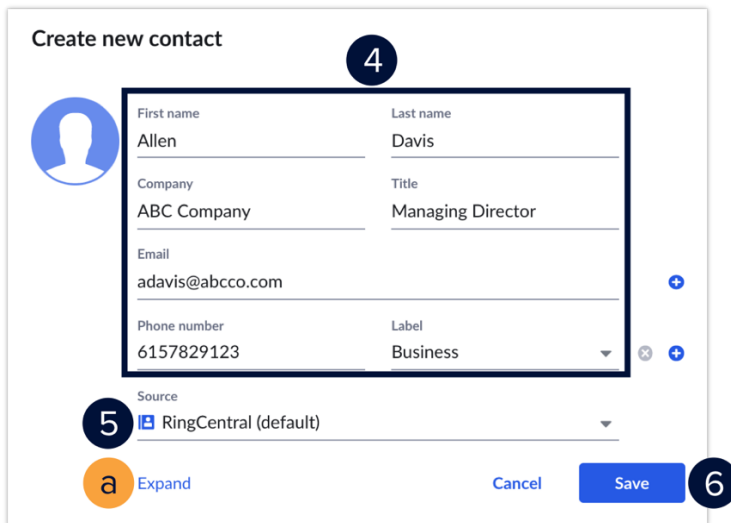 Create new contact
4
First name Last name
Allen Davis
Company Title
ABC Company Managing Director
Email
adavis@abcco.com
Phone number Label
6157829123 Business
Source
5 RingCentral (default)
a Expand Cancel Save 6